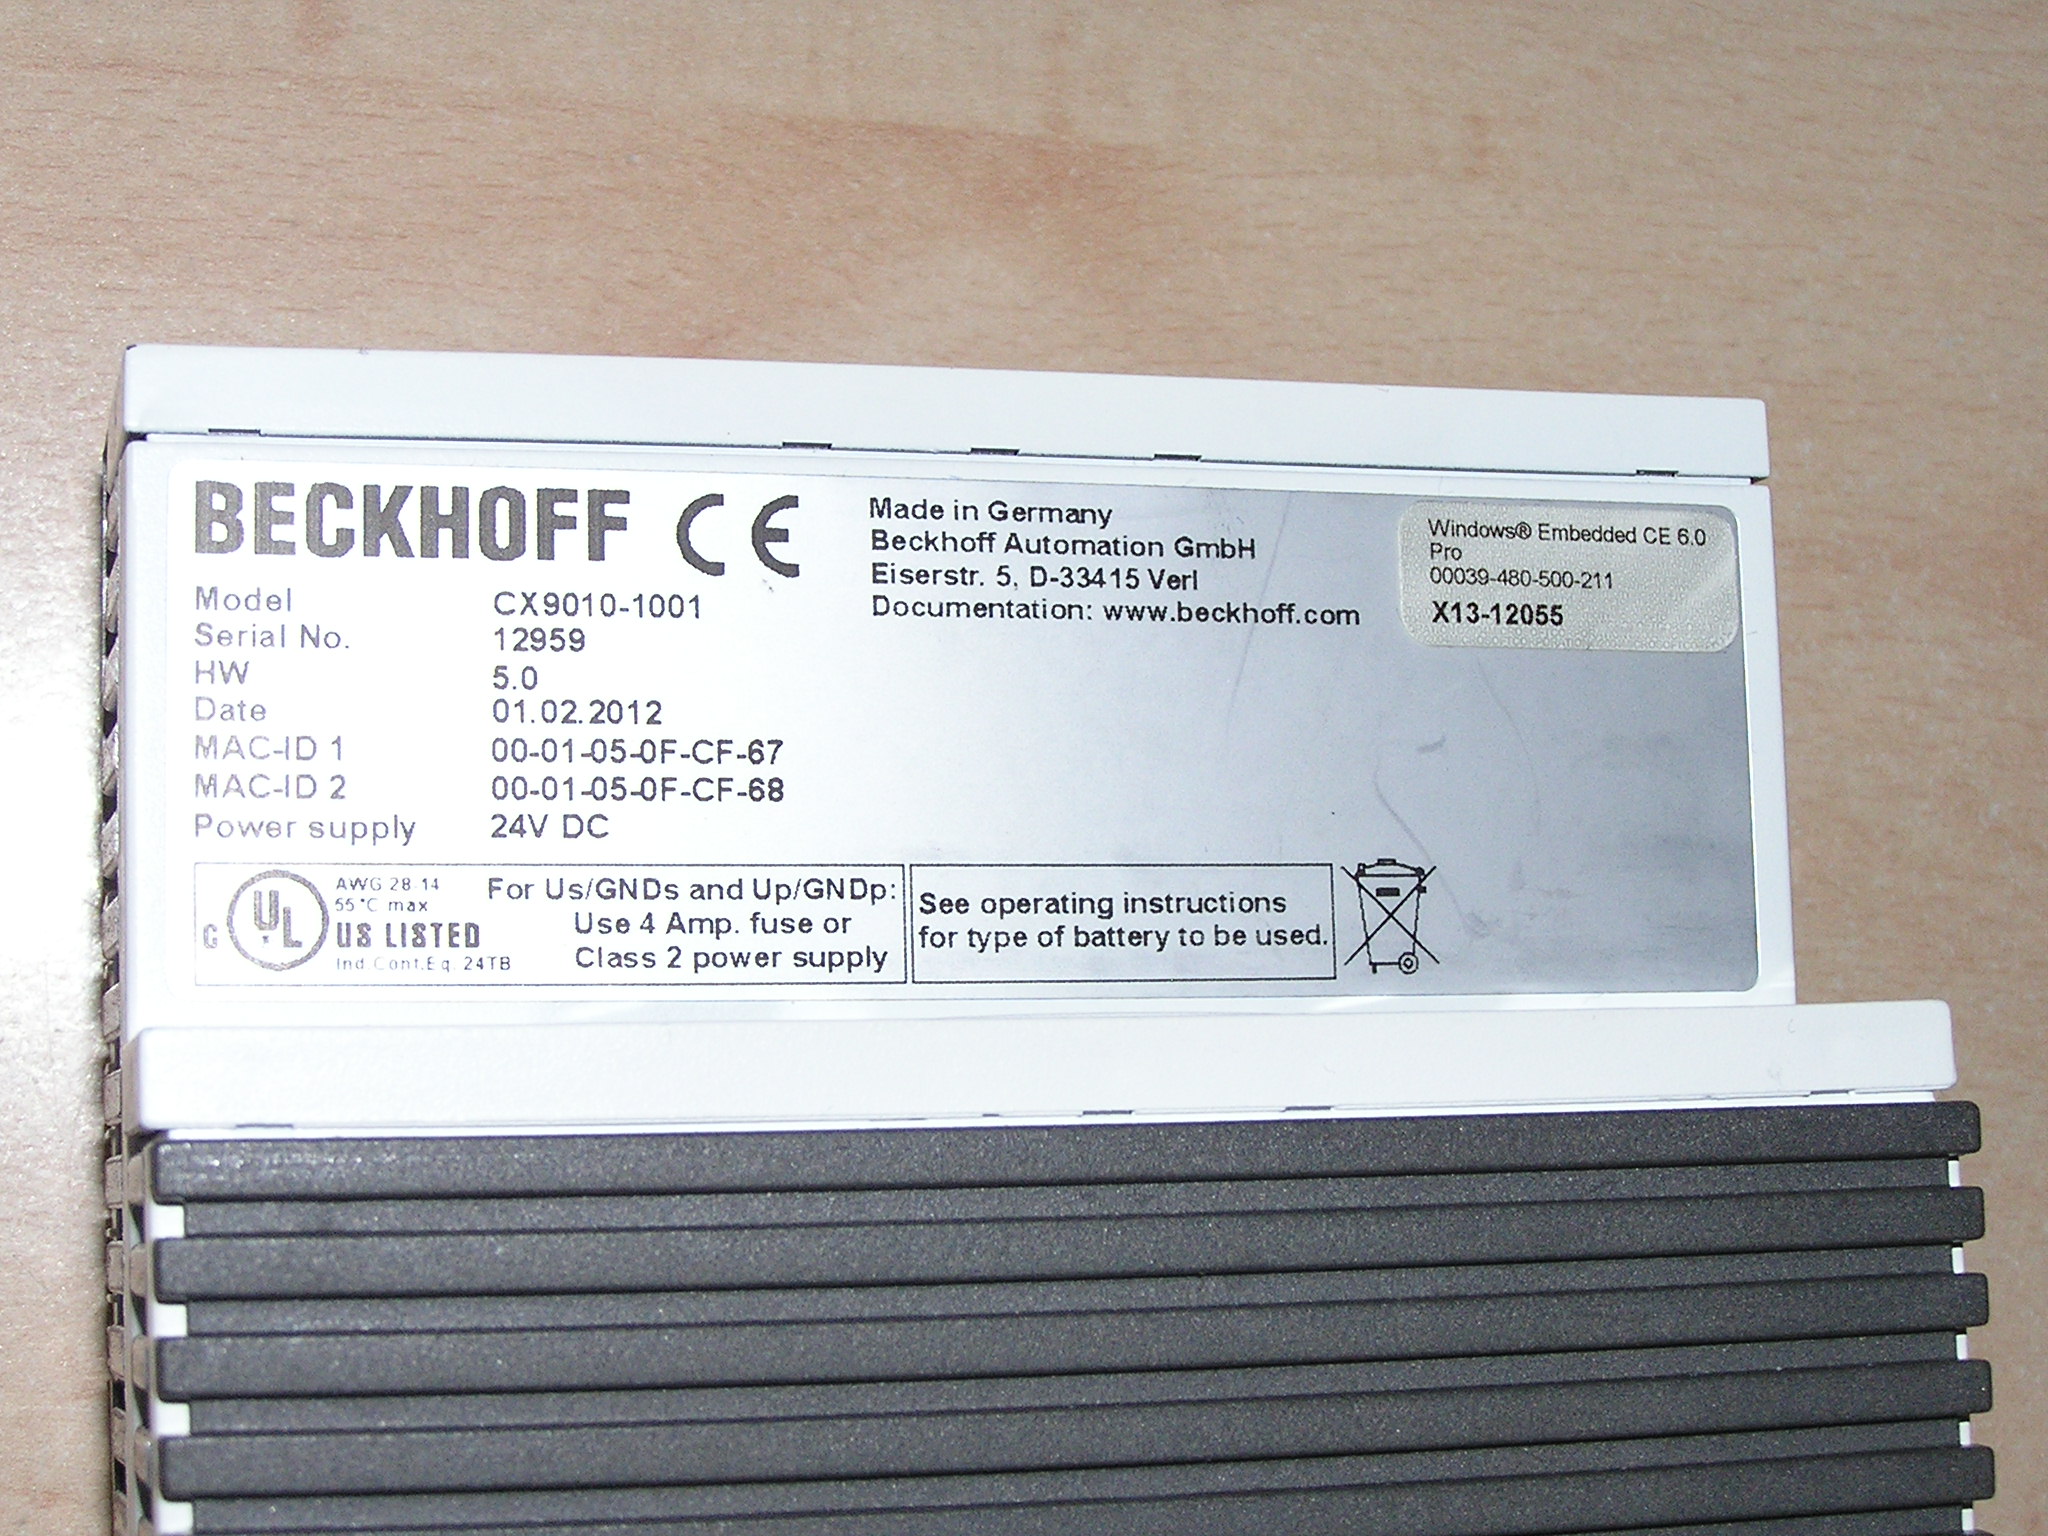 BECKHOFF CE
Model CX9010-1001
Serial No. 12959
HW 5.0
Date 01.02.2012
MAC-ID 1 00-01-05-0F-CF-67
MAC-ID 2 00-01-05-0F-CF-68
Power supply 24V DC
Made in Germany
Beckhoff Automation GmbH
Eiserstr. 5, D-33415 Verl
Documentation: www.beckhoff.com
Windows® Embedded CE 6.0
Pro
00039-480-500-211
X13-12055
C UL
AWG 28-14
55°C max
US LISTED
Ind.Cont.Eq. 24TB
For Us/GNDs and Up/GNDp:
Use 4 Amp. fuse or
Class 2 power supply
See operating instructions
for type of battery to be used.